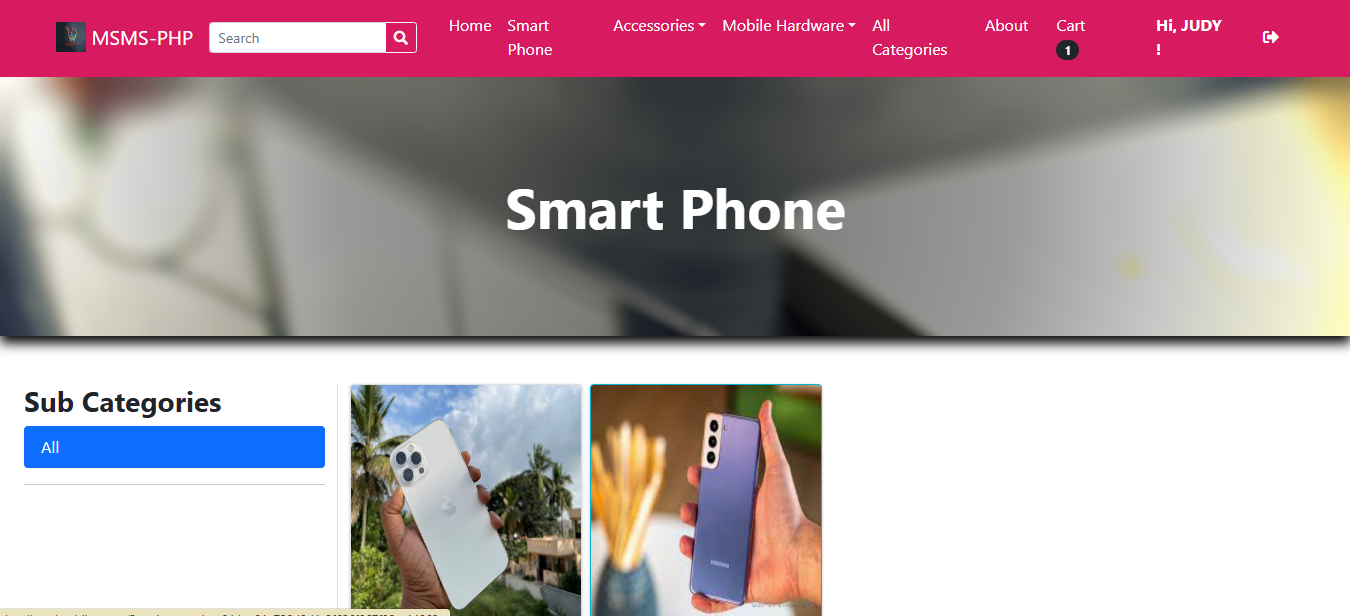 MSMS-PHP
Search
Home
Smart
Phone
Accessories
Mobile Hardware
All
Categories
About
Cart
1
Hi, JUDY
!
Smart Phone
Sub Categories
All
SAMSUNG